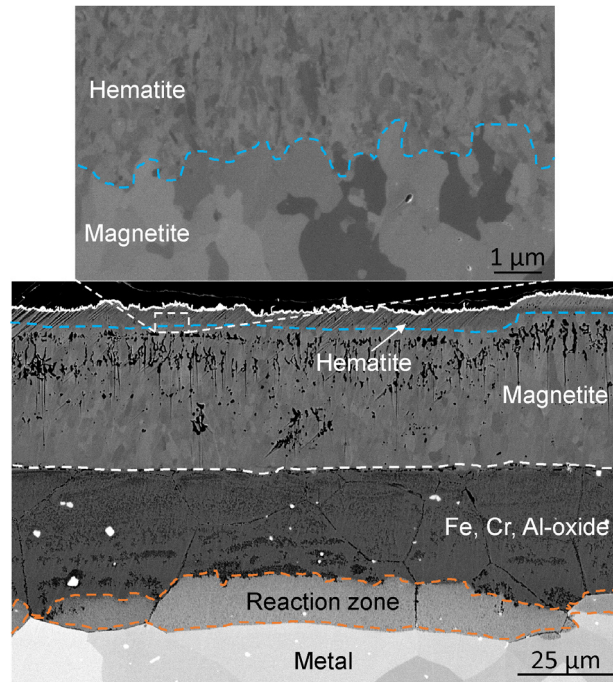 Hematite
Magnetite
1 µm
Hematite
Magnetite
Fe, Cr, Al-oxide
Reaction zone
Metal
25 µm